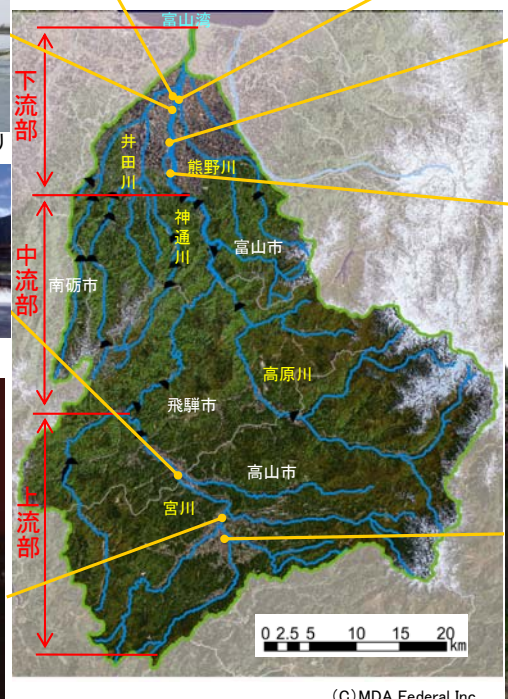 富山湾
下流部
り
井田川
熊野川
神通川
富山市
中流部
南砺市
高原川
飛騨市
高山市
上流部
宮川
0 2.5 5 10 15 20
km
(C)MDA Federal Inc